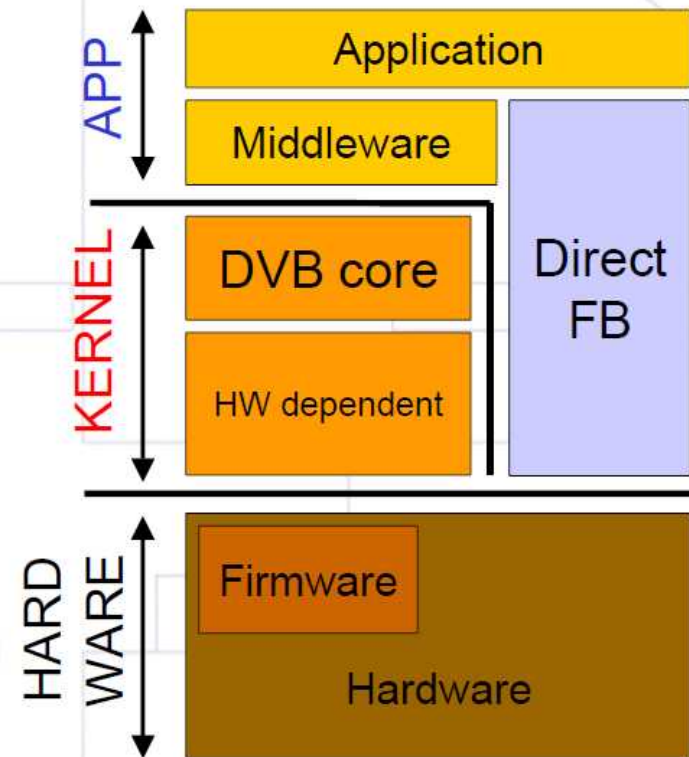 APP
Application
Middleware
KERNEL
DVB core
HW dependent
Direct
FB
HARD
WARE
Firmware
Hardware